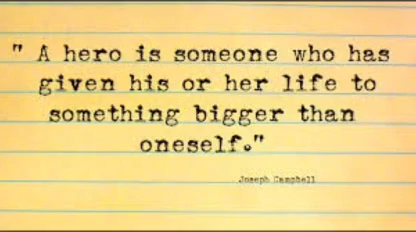 " A hero is someone who has
given his or her life to
something bigger than
oneself."
Joseph Campbell